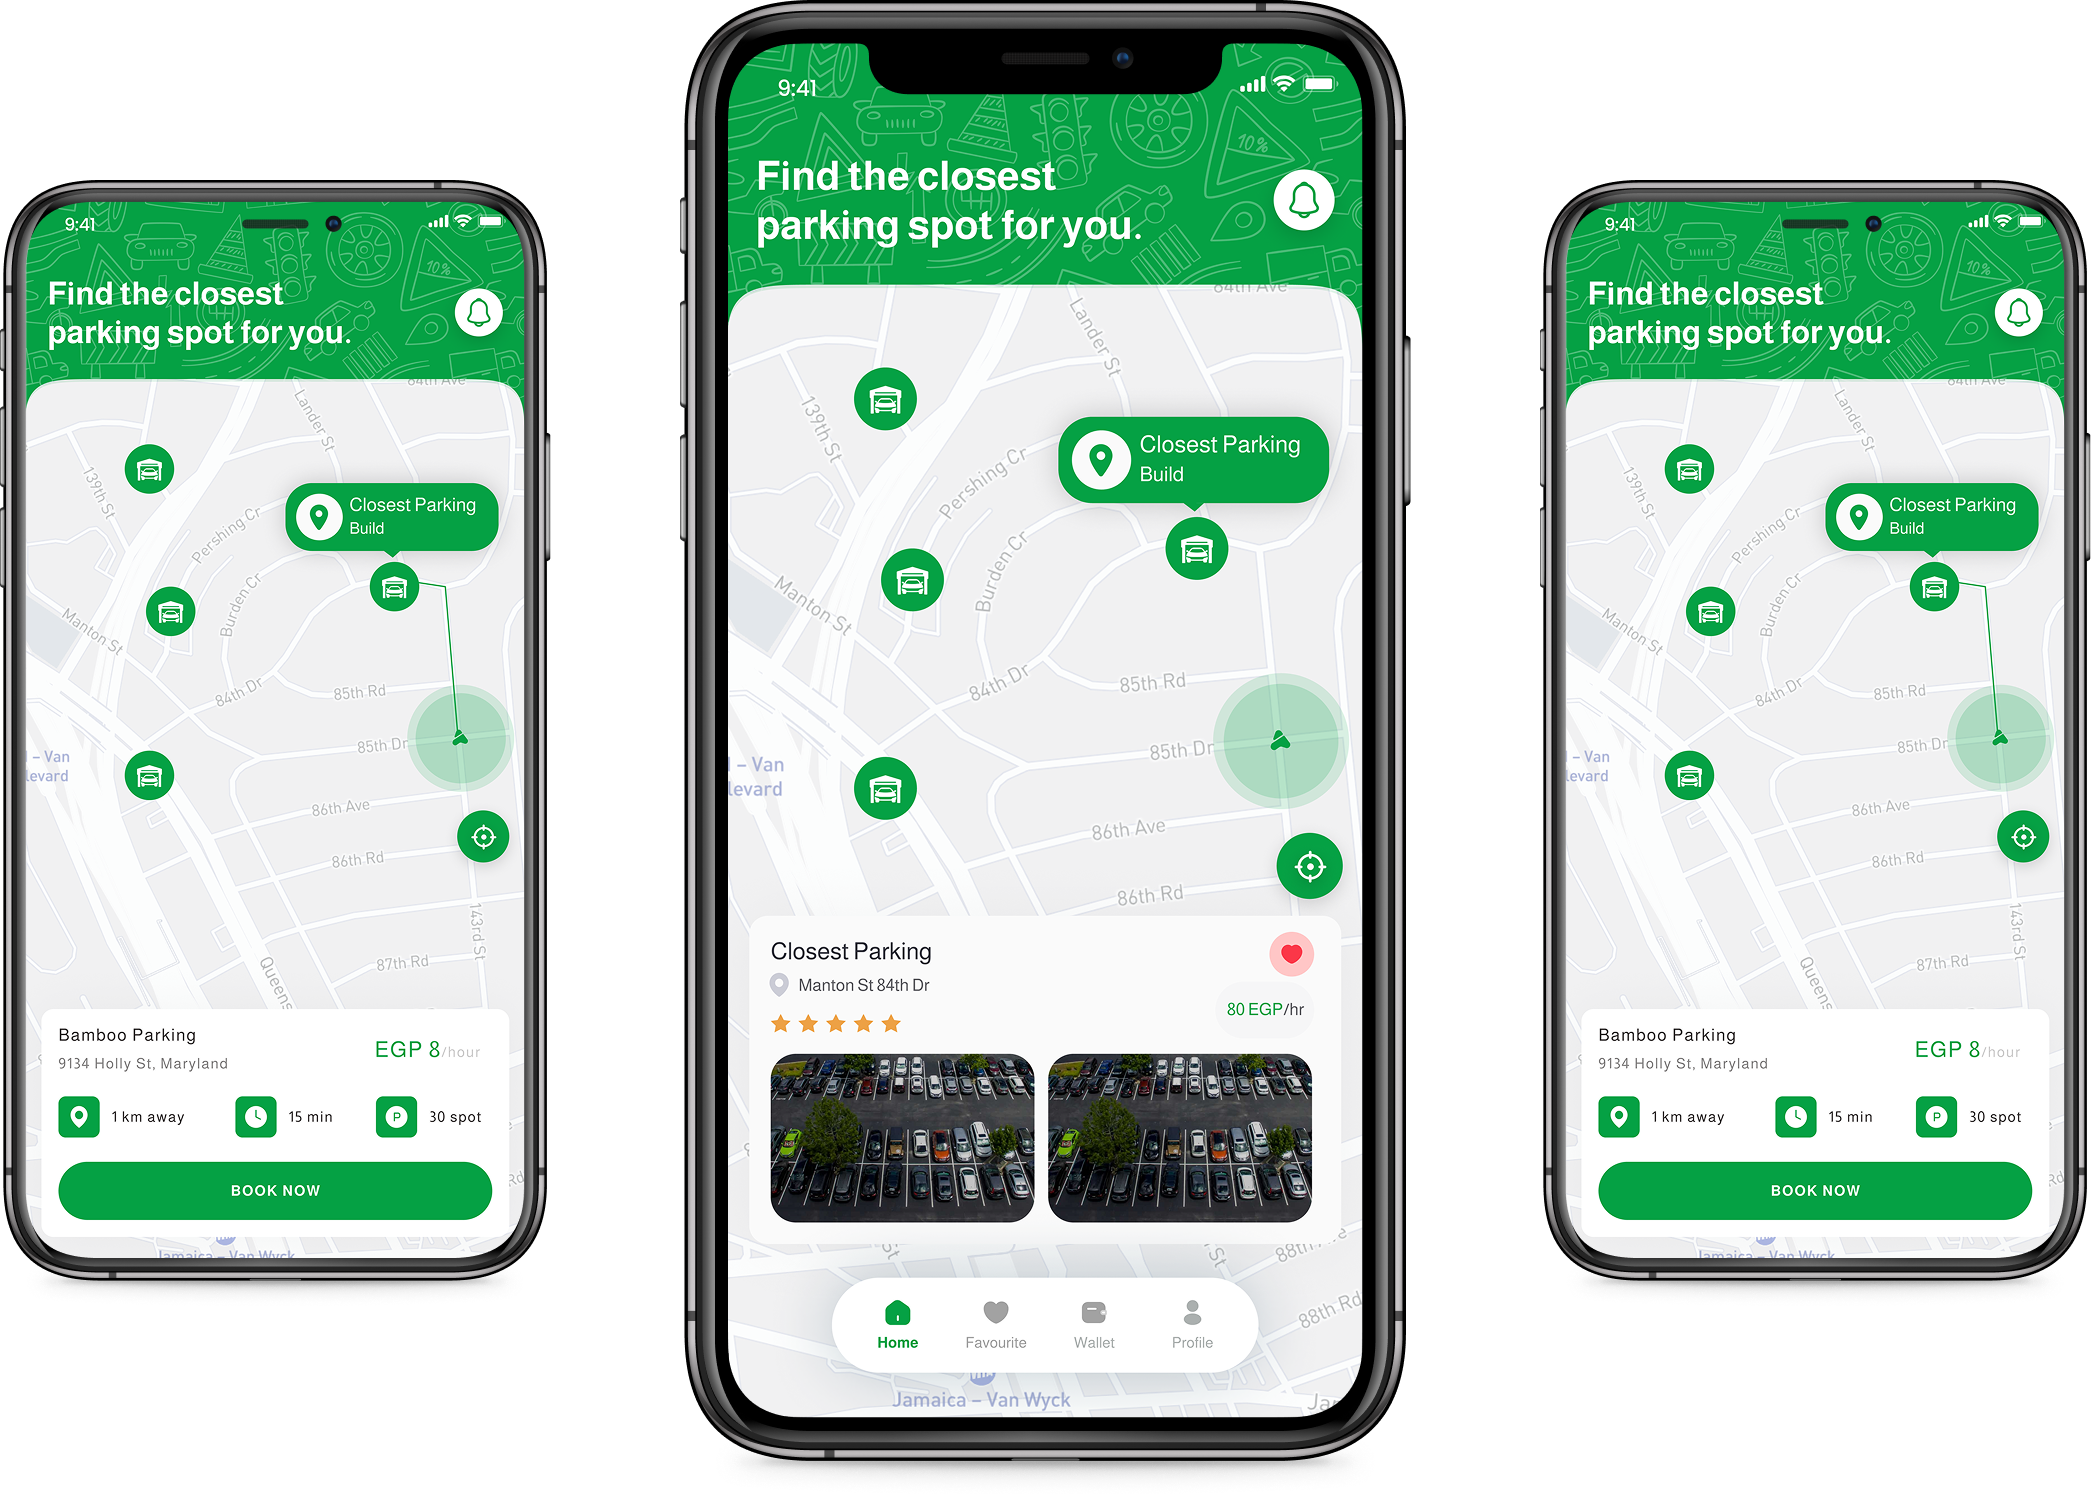 9:41
Find the closest
parking spot for you.
10%
84th Ave
Lander St
139th St
Closest Parking
Build
Pershing Cr
Burden Cr
Manton St
84th Dr
85th Rd
85th Dr
– Van
levard
86th Ave
86th Rd
143rd St
87th Rd
Queens
Bamboo Parking
9134 Holly St, Maryland
EGP 8/hour
1 km away
15 min
P
30 spot
BOOK NOW
Rd
Jamaica – Van Wyck
9:41
Find the closest
parking spot for you.
10%
84th Ave
Lander St
139th St
Closest Parking
Build
Pershing Cr
Burden Cr
Manton St
84th Dr
85th Rd
85th Dr
– Van
levard
86th Ave
86th Rd
Closest Parking
Manton St 84th Dr
80 EGP/hr
St
St
88th
88th Rd
Home
Favourite
Wallet
Profile
Jamaica – Van Wyck
Ja
9:41
Find the closest
parking spot for you.
10%
84th Ave
Lander St
139th St
Closest Parking
Build
Pershing Cr
Burden Cr
Manton St
84th Dr
85th Rd
85th Dr
– Van
levard
86th Ave
86th Rd
143rd St
87th Rd
Queens
Bamboo Parking
9134 Holly St, Maryland
EGP 8/hour
1 km away
15 min
P
30 spot
BOOK NOW
Rd
Jamaica – Van Wyck